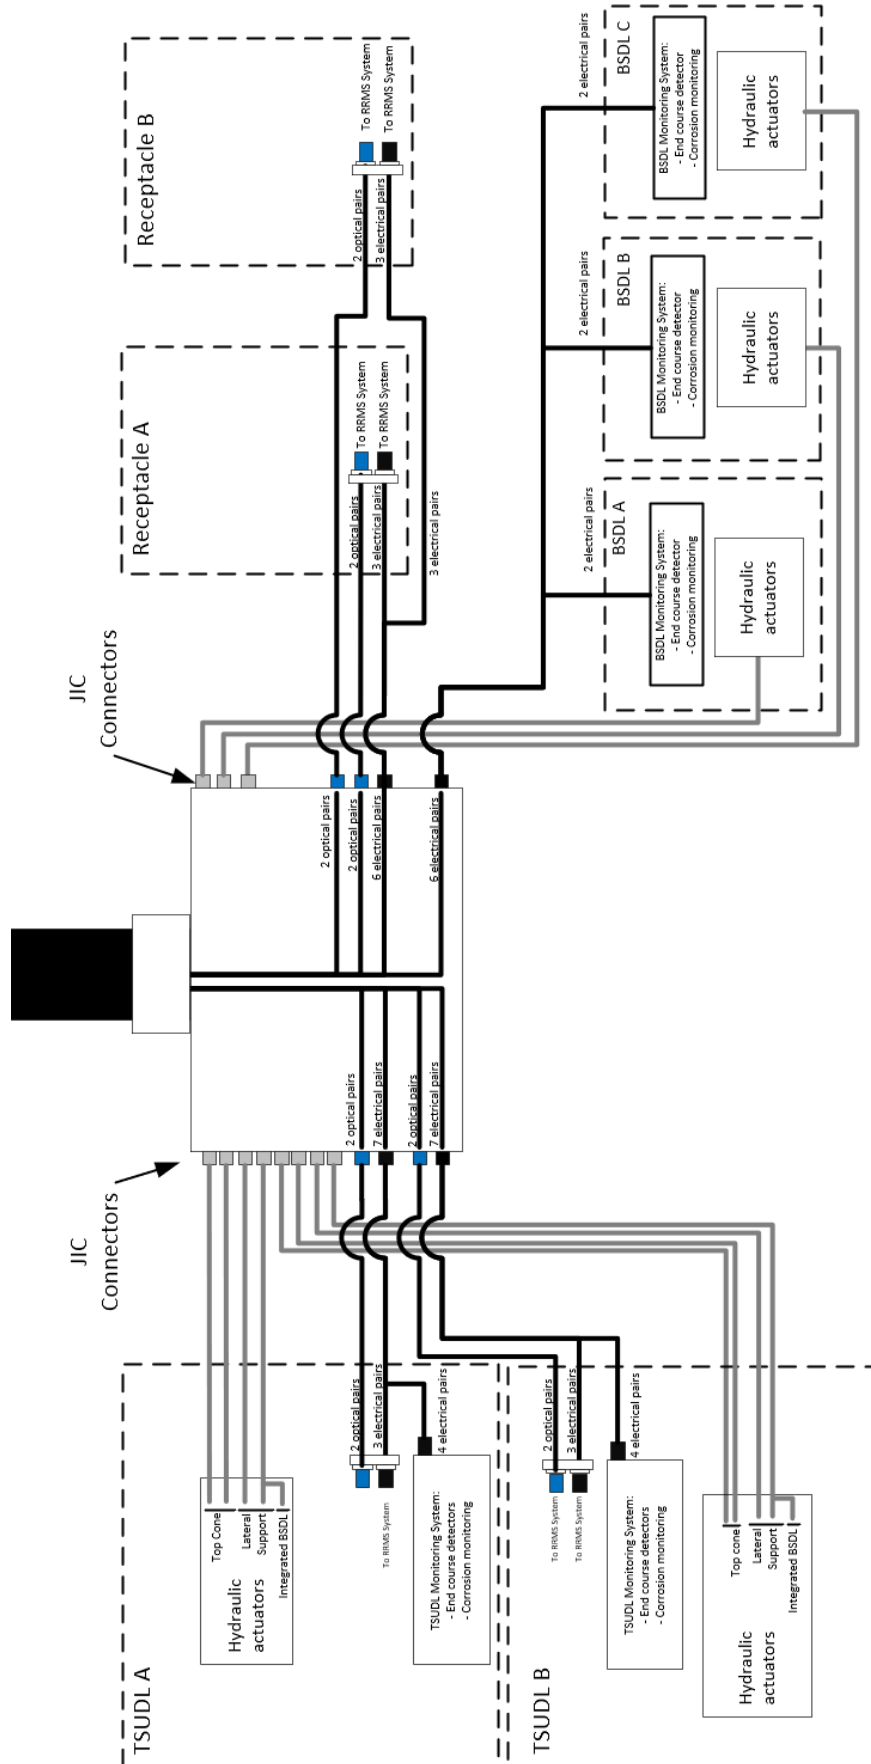 Receptacle B
2 optical pairs
3 electrical pairs
To RRMS System
To RRMS System
Receptacle A
2 optical pairs
3 electrical pairs
To RRMS System
To RRMS System
3 electrical pairs
2 electrical pairs
BSDL C
BSDL Monitoring System:
- End course detector
- Corrosion monitoring
Hydraulic
actuators
2 electrical pairs
BSDL B
BSDL Monitoring System:
- End course detector
- Corrosion monitoring
Hydraulic
actuators
2 electrical pairs
BSDL A
BSDL Monitoring System:
- End course detector
- Corrosion monitoring
Hydraulic
actuators
JIC
Connectors
2 optical pairs
2 optical pairs
6 electrical pairs
6 electrical pairs
2 optical pairs
7 electrical pairs
2 optical pairs
7 electrical pairs
JIC
Connectors
TSUDL A
Hydraulic
actuators
Top Cone
Lateral
Support
Integrated BSDL
2 optical pairs
3 electrical pairs
4 electrical pairs
To RRMS System
TSUDL Monitoring System:
- End course detectors
- Corrosion monitoring
TSUDL B
2 optical pairs
3 electrical pairs
4 electrical pairs
To RRMS System
To RRMS System
TSUDL Monitoring System:
- End course detectors
- Corrosion monitoring
Hydraulic
actuators
Top cone
Lateral
Support
Integrated BSDL